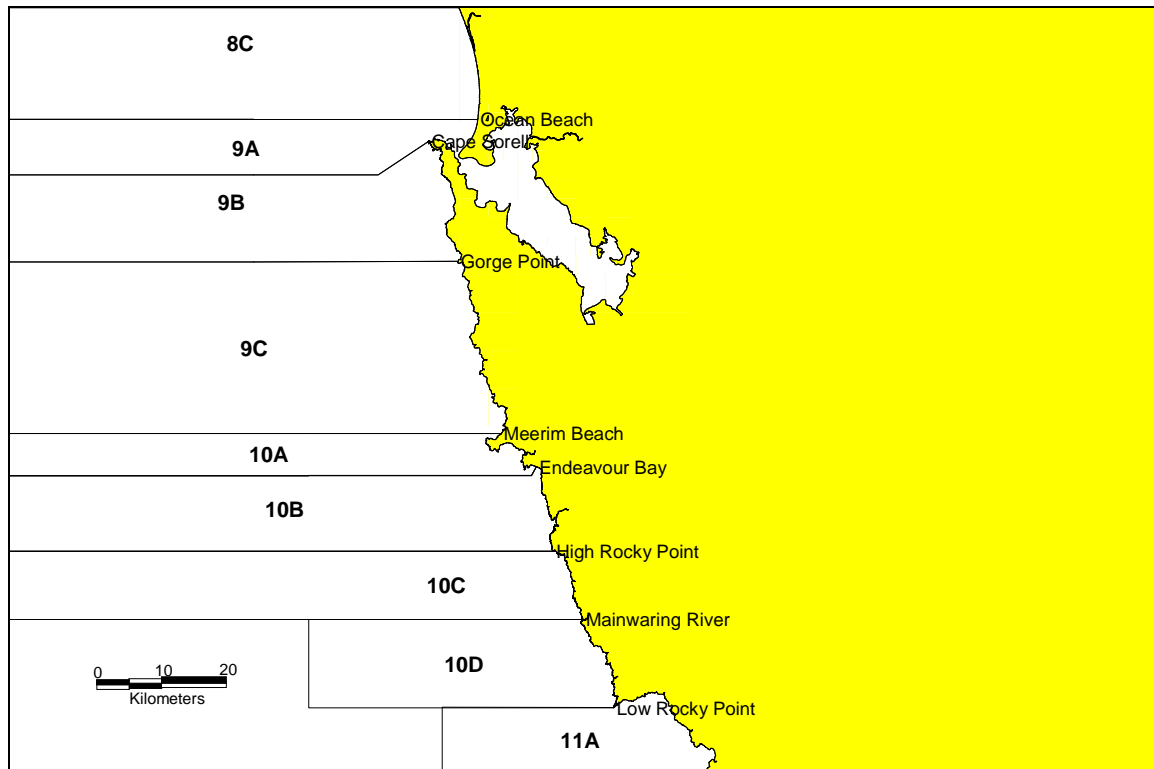 8C
Ocean Beach
Cape Sorell
9A
9B
Gorge Point
9C
Meerim Beach
10A
Endeavour Bay
10B
High Rocky Point
10C
Mainwaring River
10D
0 10 20
Kilometers
Low Rocky Point
11A